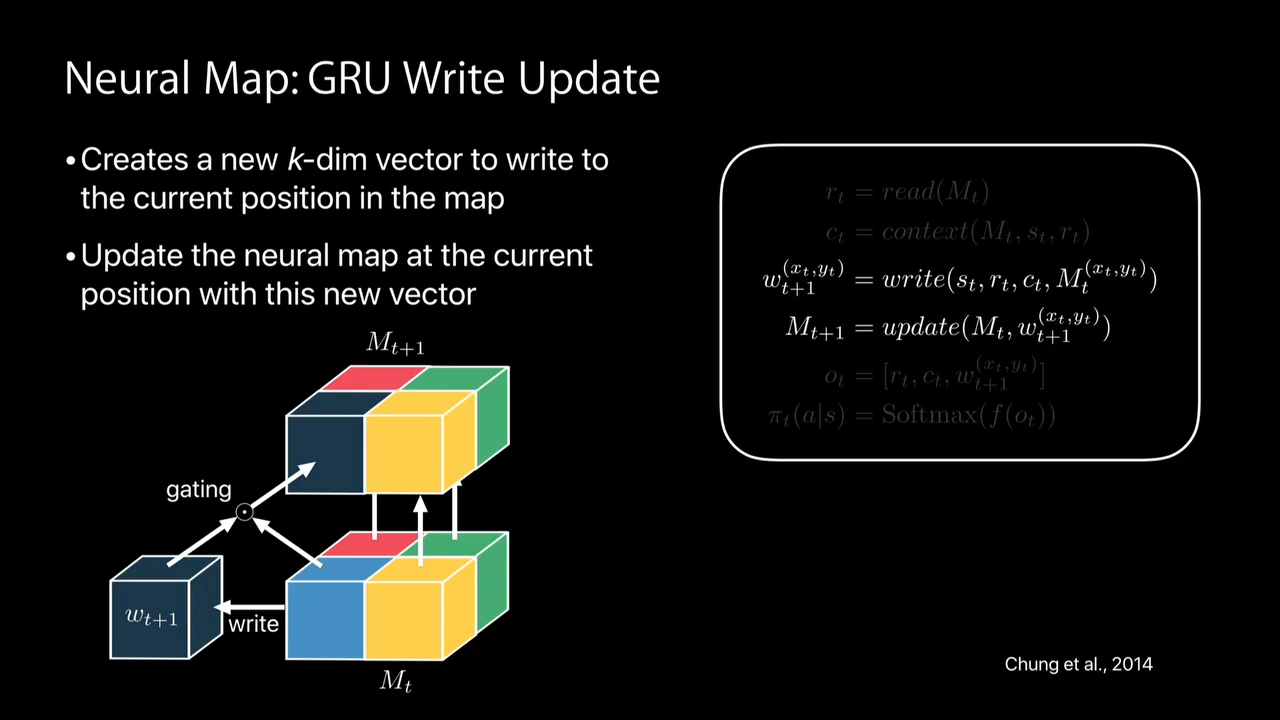 Neural Map: GRU Write Update
•Creates a new k-dim vector to write to
the current position in the map
•Update the neural map at the current
position with this new vector
r_t = read(M_t)
c_t = context(M_t, s_t, r_t)
w_{t+1}^{(x_t,y_t)} = write(s_t, r_t, c_t, M_t^{(x_t,y_t)})
M_{t+1} = update(M_t, w_{t+1}^{(x_t,y_t)})
o_t = [r_t, c_t, w_{t+1}^{(x_t,y_t)}]
π_t(a|s) = Softmax(f(o_t))
M_{t+1}
gating
w_{t+1}
write
M_t
Chung et al., 2014